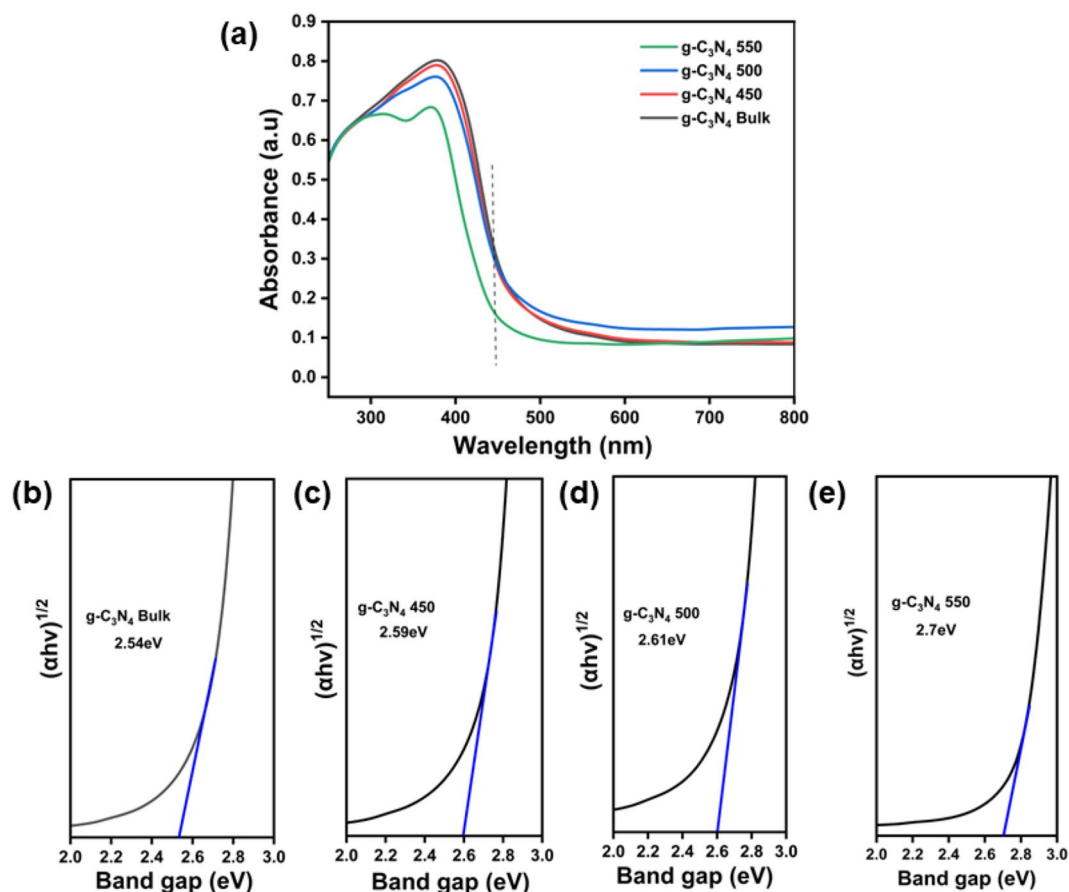 (a)
Absorbance (a.u)
0.9
0.8
0.7
0.6
0.5
0.4
0.3
0.2
0.1
0.0
g-C₃N₄ 550
g-C₃N₄ 500
g-C₃N₄ 450
g-C₃N₄ Bulk
300 400 500 600 700 800
Wavelength (nm)
(b)
(αhv)¹/²
g-C₃N₄ Bulk
2.54eV
2.0 2.2 2.4 2.6 2.8 3.0
Band gap (eV)
(c)
(αhv)¹/²
g-C₃N₄ 450
2.59eV
2.0 2.2 2.4 2.6 2.8 3.0
Band gap (eV)
(d)
(αhv)¹/²
g-C₃N₄ 500
2.61eV
2.0 2.2 2.4 2.6 2.8 3.0
Band gap (eV)
(e)
(αhv)¹/²
g-C₃N₄ 550
2.7eV
2.0 2.2 2.4 2.6 2.8 3.0
Band gap (eV)